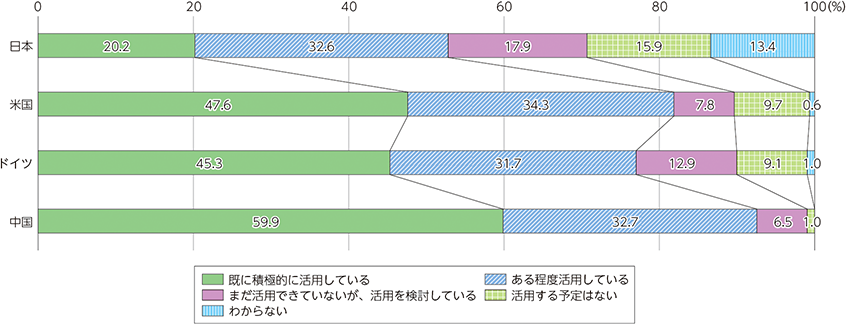 0 20 40 60 80 100(%)
日本 20.2 32.6 17.9 15.9 13.4
米国 47.6 34.3 7.8 9.7 0.6
ドイツ 45.3 31.7 12.9 9.1 1.0
中国 59.9 32.7 6.5 1.0
既に積極的に活用している ある程度活用している
まだ活用できていないが、活用を検討している 活用する予定はない
わからない